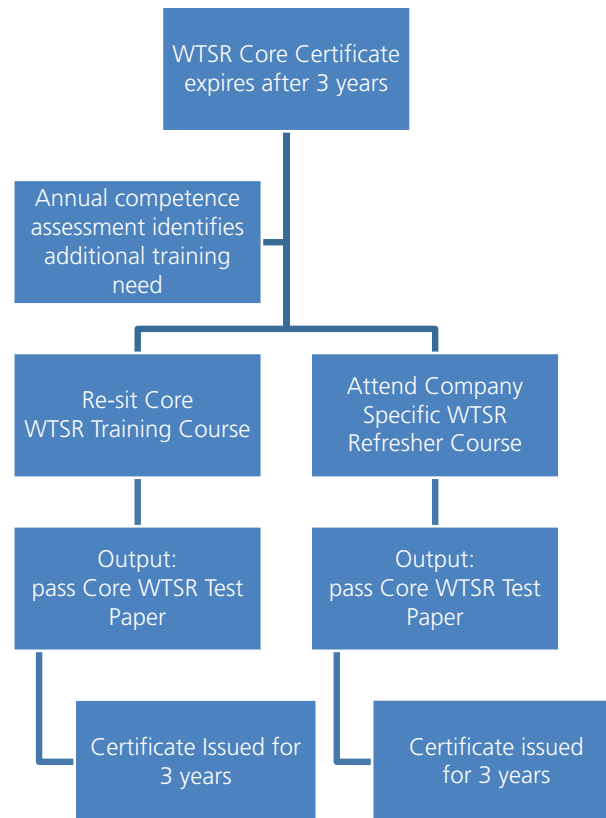 WTSR Core Certificate
expires after 3 years
Annual competence
assessment identifies
additional training
need
Re-sit Core
WTSR Training Course
Attend Company
Specific WTSR
Refresher Course
Output:
pass Core WTSR Test
Paper
Output:
pass Core WTSR Test
Paper
Certificate Issued for
3 years
Certificate issued
for 3 years